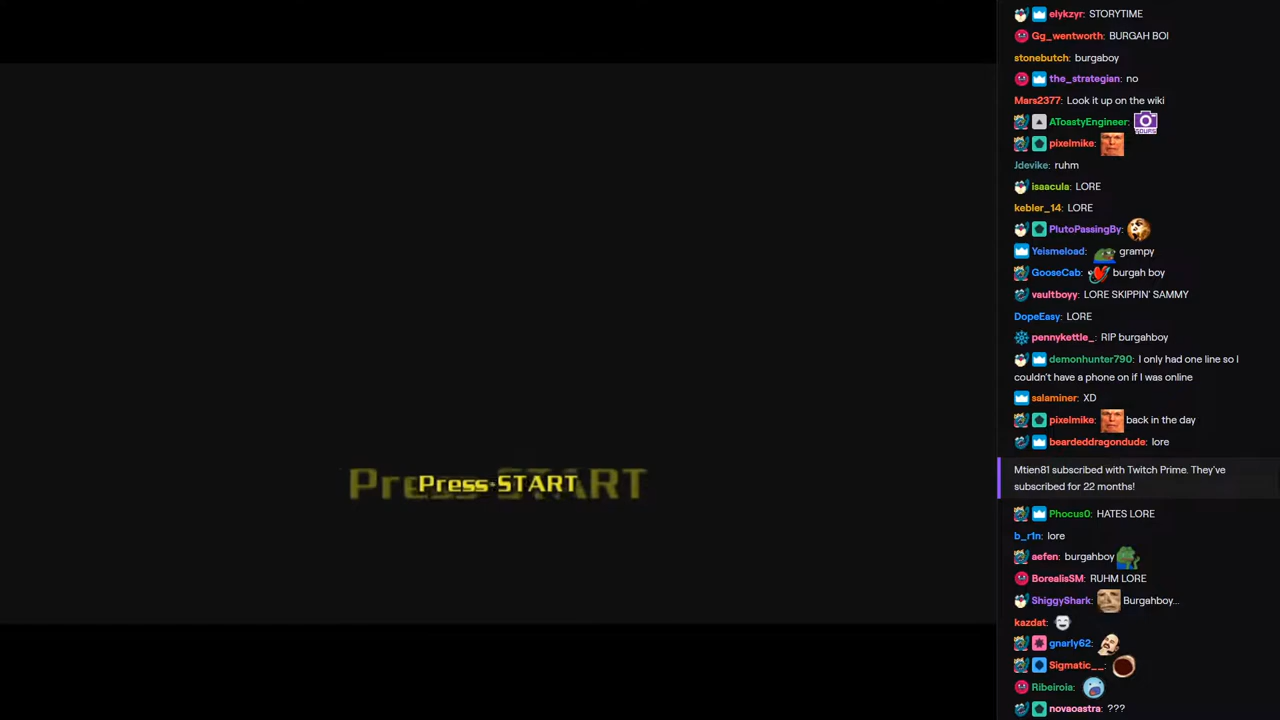 Press START
Press START
elykzyr: STORYTIME
Gg_wentworth: BURGAH BOI
stonebutch: burgaboy
the_strategian: no
Mars2377: Look it up on the wiki
AToastyEngineer:
pixelmike:
Jdevike: ruhm
isaacula: LORE
kebler_14: LORE
PlutoPassingBy:
Yeismeload: grampy
GooseCab: burgah boy
vaultboyy: LORE SKIPPIN' SAMMY
DopeEasy: LORE
pennykettle_: RIP burgahboy
demonhunter790: I only had one line so I
couldn't have a phone on if I was online
salaminer: XD
pixelmike: back in the day
beardeddragondude: lore
Mtien81 subscribed with Twitch Prime. They've
subscribed for 22 months!
Phocus0: HATES LORE
b_r1n: lore
aefen: burgahboy
BorealisSM: RUHM LORE
ShiggyShark: Burgahboy...
kazdat:
gnarly62:
Sigmatic__:
Ribeiroia:
novaoastra: ???